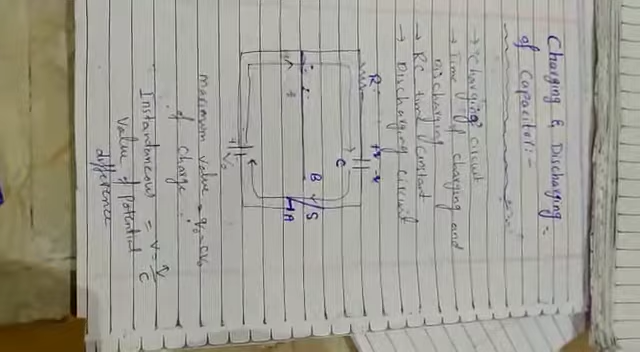 Charging & Discharging =
of Capacitor:-
→ Charging circuit
→ Time of charging and
Discharging
→ RC time constant
→ Discharging circuit
R
C
B
S
A
V₀
Maximum value = q₀ = CV₀
of charge
Instantaneous = V = q/C
value of Potential
difference